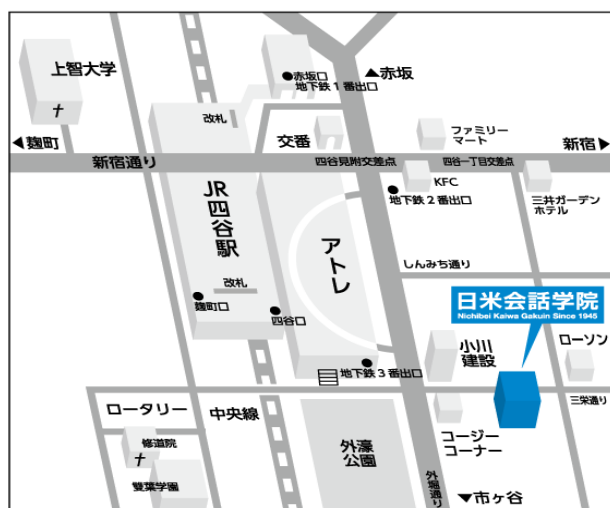 上智大学
赤坂口
地下鉄1番出口
▲赤坂
改札
交番
ファミリー
マート
◀麹町
新宿通り
四谷見附交差点
四谷一丁目交差点
新宿▶
KFC
地下鉄2番出口
三井ガーデン
ホテル
JR四谷駅
アトレ
しんみち通り
改札
麹町口
四谷口
日米会話学院
Nichibei Kaiwa Gakuin Since 1945
小川
建設
ローソン
地下鉄3番出口
三栄通り
ロータリー
中央線
コージー
コーナー
修道院
外濠
公園
雙葉学園
外堀通り
▼市ヶ谷